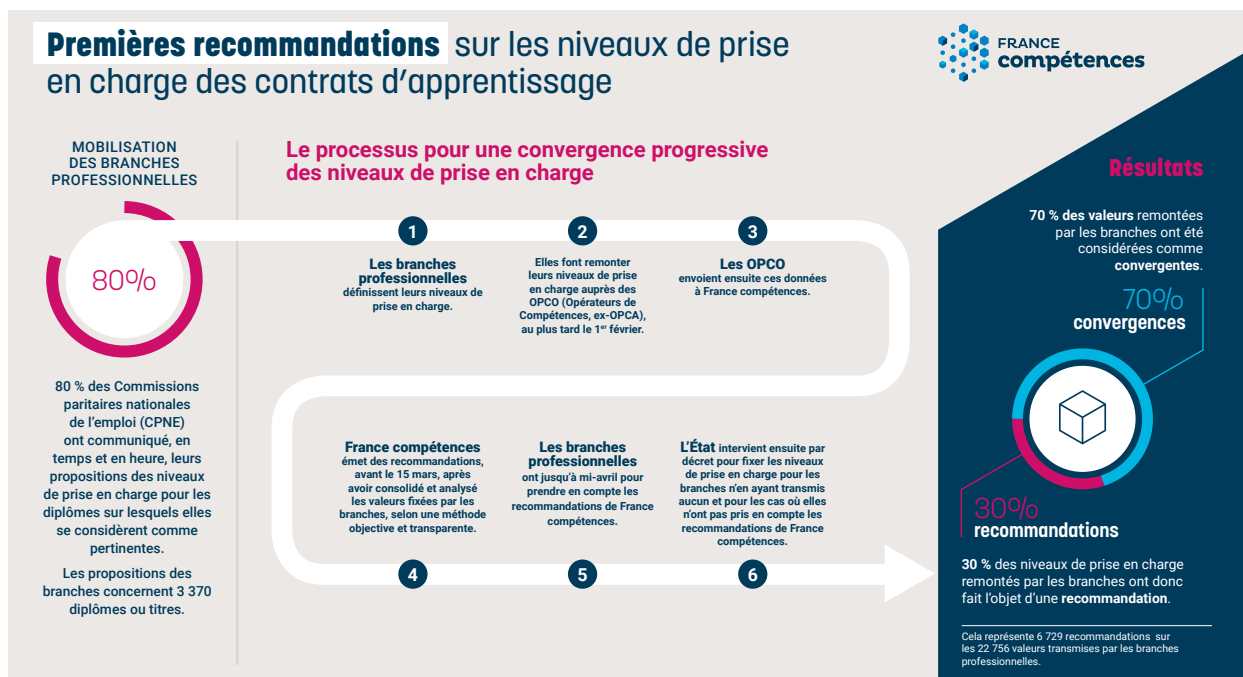 Premières recommandations sur les niveaux de prise
en charge des contrats d’apprentissage
FRANCE
compétences
MOBILISATION
DES BRANCHES
PROFESSIONNELLES
80%
80 % des Commissions
paritaires nationales
de l’emploi (CPNE)
ont communiqué, en
temps et en heure, leurs
propositions des niveaux
de prise en charge pour les
diplômes sur lesquels elles
se considèrent comme
pertinentes.
Les propositions des
branches concernent 3 370
diplômes ou titres.
Le processus pour une convergence progressive
des niveaux de prise en charge
1
Les branches
professionnelles
définissent leurs niveaux de
prise en charge.
2
Elles font remonter
leurs niveaux de prise
en charge auprès des
OPCO (Opérateurs de
Compétences, ex-OPCA),
au plus tard le 1er février.
3
Les OPCO
envoient ensuite ces données
à France compétences.
France compétences
émet des recommandations,
avant le 15 mars, après
avoir consolidé et analysé
les valeurs fixées par les
branches, selon une méthode
objective et transparente.
4
Les branches
professionnelles
ont jusqu’à mi-avril pour
prendre en compte les
recommandations de France
compétences.
5
L’État intervient ensuite par
décret pour fixer les niveaux
de prise en charge pour les
branches n’en ayant transmis
aucun et pour les cas où elles
n’ont pas pris en compte les
recommandations de France
compétences.
6
Résultats
70 % des valeurs remontées
par les branches ont été
considérées comme
convergentes.
70%
convergences
30%
recommandations
30 % des niveaux de prise en charge
remontés par les branches ont donc
fait l’objet d’une recommandation.
Cela représente 6 729 recommandations sur
les 22 756 valeurs transmises par les branches
professionnelles.